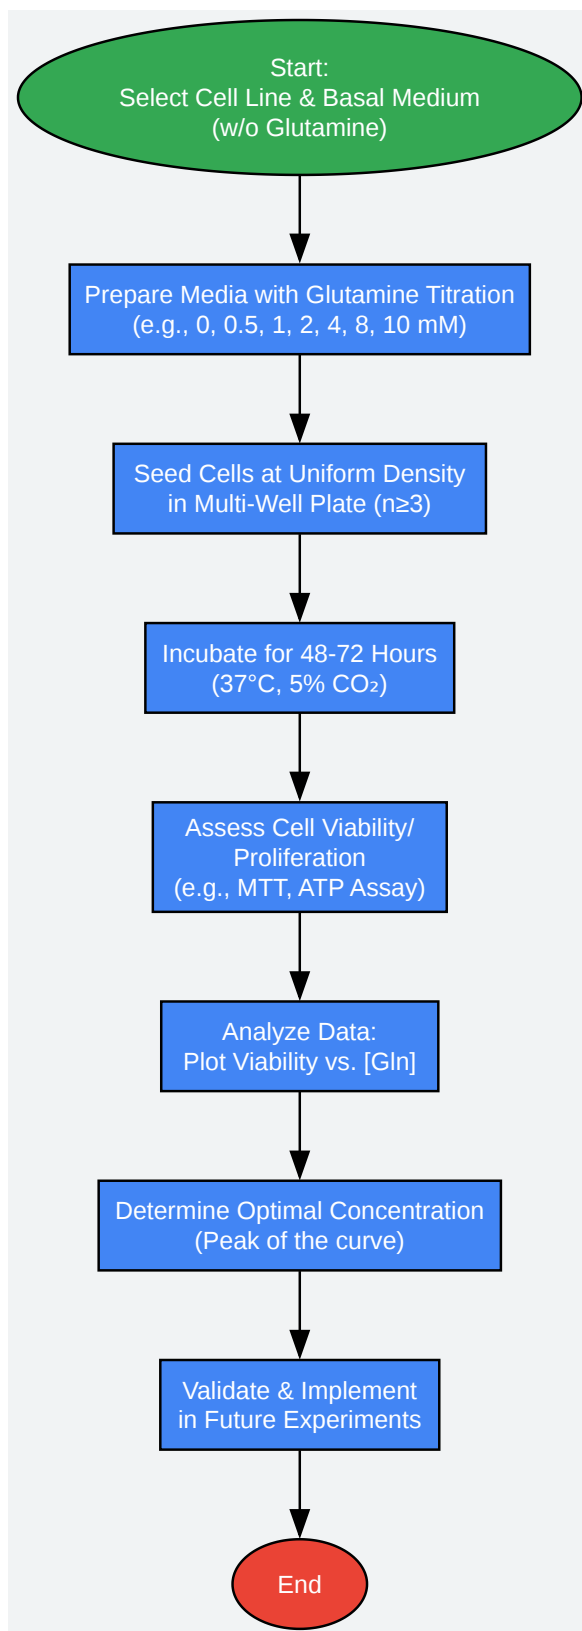 Start:
Select Cell Line & Basal Medium
(w/o Glutamine)
Prepare Media with Glutamine Titration
(e.g., 0, 0.5, 1, 2, 4, 8, 10 mM)
Seed Cells at Uniform Density
in Multi-Well Plate (n≥3)
Incubate for 48-72 Hours
(37°C, 5% CO₂)
Assess Cell Viability/
Proliferation
(e.g., MTT, ATP Assay)
Analyze Data:
Plot Viability vs. [Gln]
Determine Optimal Concentration
(Peak of the curve)
Validate & Implement
in Future Experiments
End